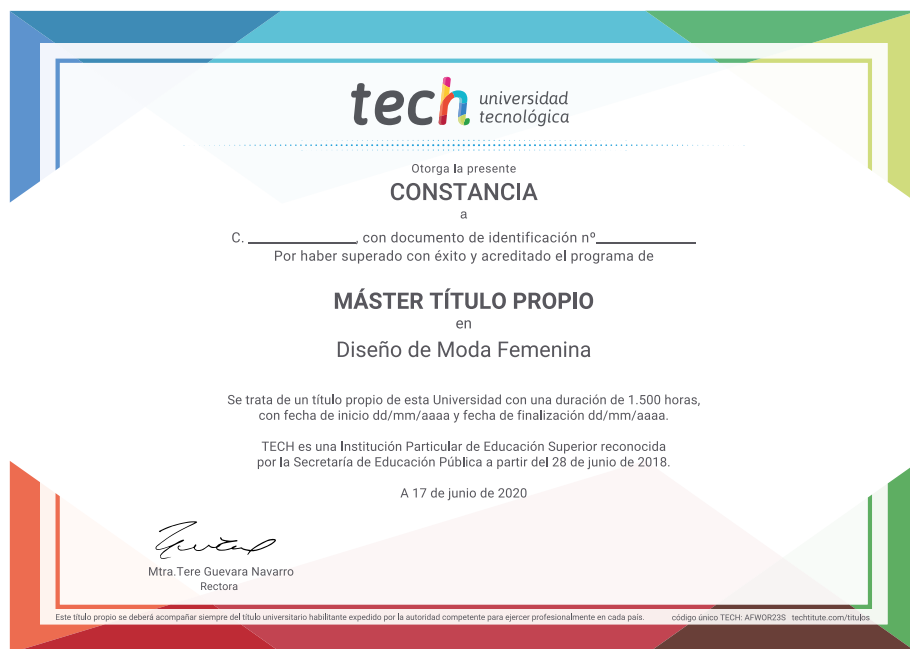 tech universidad
tecnológica
Otorga la presente
CONSTANCIA
a
C. ____________, con documento de identificación nº____________
Por haber superado con éxito y acreditado el programa de
MÁSTER TÍTULO PROPIO
en
Diseño de Moda Femenina
Se trata de un título propio de esta Universidad con una duración de 1.500 horas,
con fecha de inicio dd/mm/aaaa y fecha de finalización dd/mm/aaaa.
TECH es una Institución Particular de Educación Superior reconocida
por la Secretaría de Educación Pública a partir del 28 de junio de 2018.
A 17 de junio de 2020
Mtra.Tere Guevara Navarro
Rectora
Este título propio se deberá acompañar siempre del título universitario habilitante expedido por la autoridad competente para ejercer profesionalmente en cada país. código único TECH: AFWOR23S techtitute.com/titulos